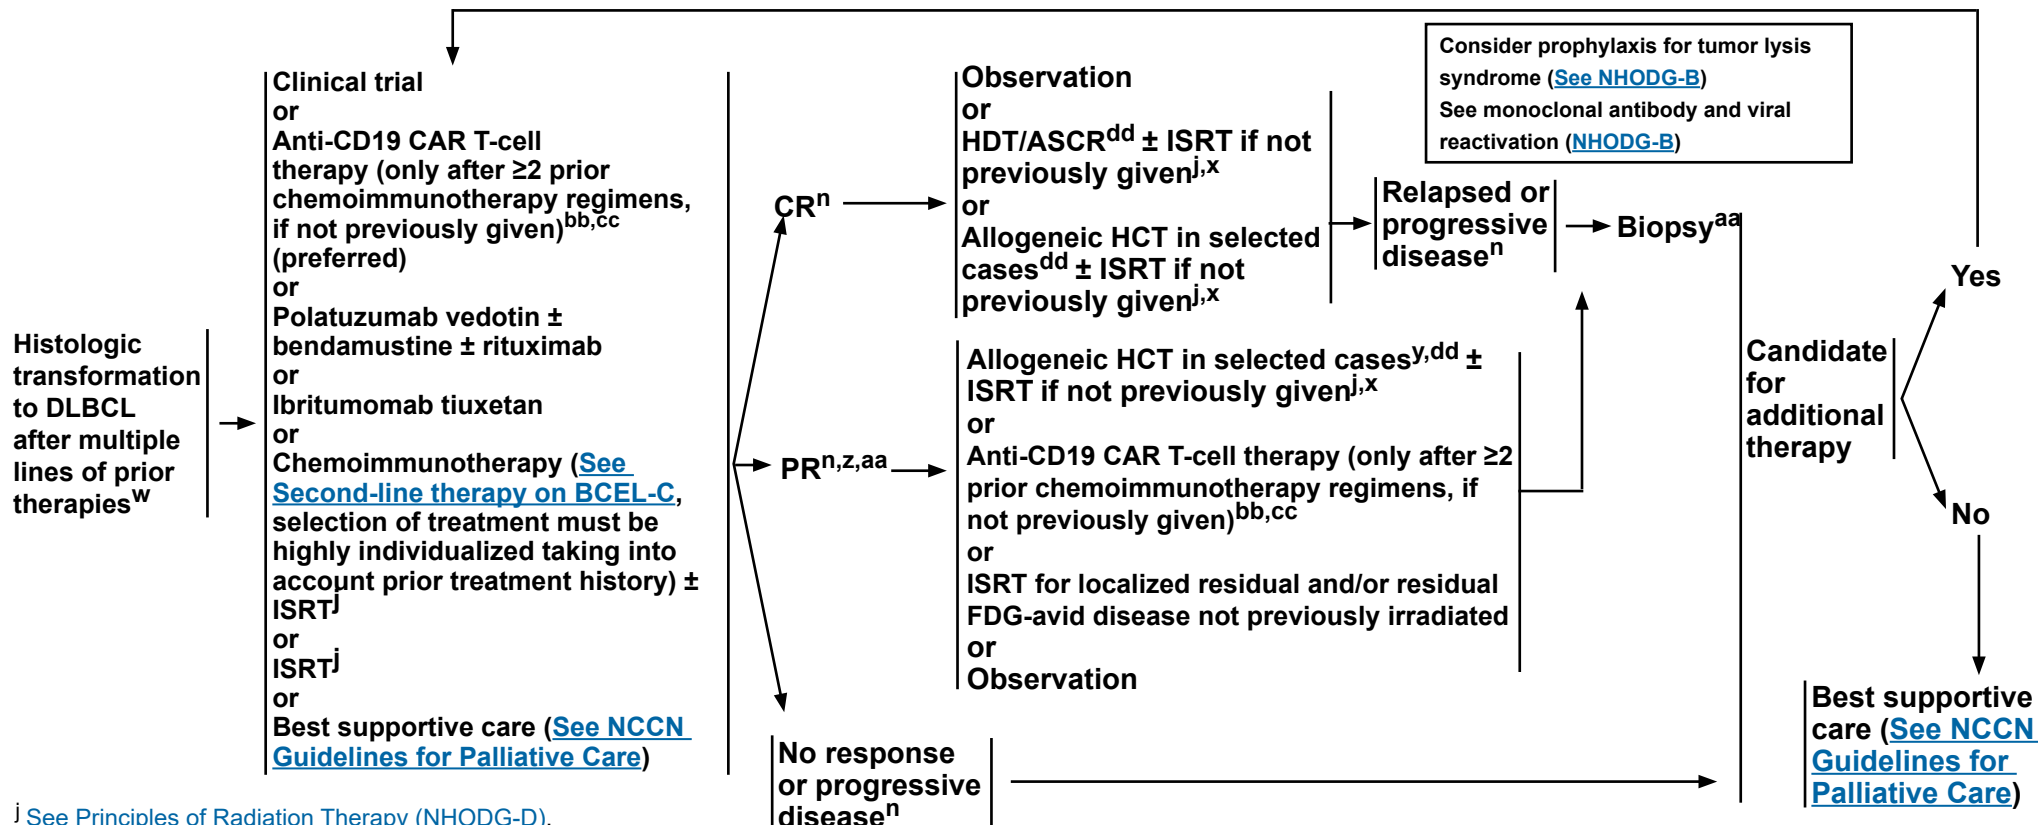 Histologic
transformation
to DLBCL
after multiple
lines of prior
therapiesw
Clinical trial
or
Anti-CD19 CAR T-cell
therapy (only after ≥2 prior
chemoimmunotherapy regimens,
if not previously given)bb,cc
(preferred)
or
Polatuzumab vedotin ±
bendamustine ± rituximab
or
Ibritumomab tiuxetan
or
Chemoimmunotherapy (See
Second-line therapy on BCEL-C,
selection of treatment must be
highly individualized taking into
account prior treatment history) ±
ISRTj
or
ISRTj
or
Best supportive care (See NCCN
Guidelines for Palliative Care)
CRn
PRn,z,aa
No response
or progressive
diseasen
Observation
or
HDT/ASCRdd ± ISRT if not
previously givenj,x
or
Allogeneic HCT in selected
casesdd ± ISRT if not
previously givenj,x
Allogeneic HCT in selected casesy,dd ±
ISRT if not previously givenj,x
or
Anti-CD19 CAR T-cell therapy (only after ≥2
prior chemoimmunotherapy regimens, if
not previously given)bb,cc
or
ISRT for localized residual and/or residual
FDG-avid disease not previously irradiated
or
Observation
Consider prophylaxis for tumor lysis
syndrome (See NHODG-B)
See monoclonal antibody and viral
reactivation (NHODG-B)
Relapsed or
progressive
diseasen
Biopsyaa
Candidate
for
additional
therapy
Yes
No
Best supportive
care (See NCCN
Guidelines for
Palliative Care)
j See Principles of Radiation Therapy (NHODG-D).